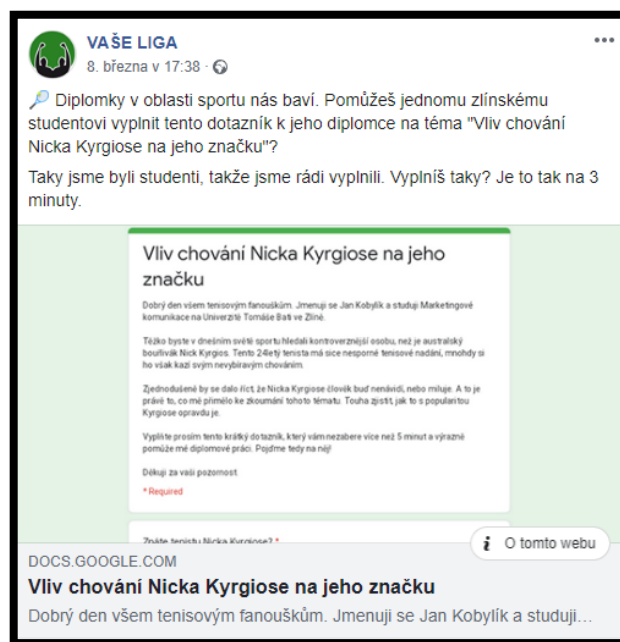 VAŠE LIGA
8. března v 17:38 ·
🔎 Diplomky v oblasti sportu nás baví. Pomůžeš jednomu zlínskému
studentovi vyplnit tento dotazník k jeho diplomce na téma "Vliv chování
Nicka Kyrgiose na jeho značku"?
Taky jsme byli studenti, takže jsme rádi vyplnili. Vyplníš taky? Je to tak na 3
minuty.
Vliv chování Nicka Kyrgiose na jeho
značku
Dobrý den všem tenisovým fanouškům. Jmenuji se Jan Kobylík a studuji Marketingové
komunikace na Univerzitě Tomáše Bati ve Zlíně.
Těžko byste v dnešním světě sportu hledali kontroverznější osobu, než je australský
bouřlivák Nick Kyrgios. Tento 24letý tenista má sice nesporné tenisové nadání, mnohdy si
ho však kazí svým nevybíravým chováním.
Zjednodušeně by se dalo říct, že Nicka Kyrgiose člověk buď nenávidí, nebo miluje. A to je
právě to, co mě přimělo ke zkoumání tohoto tématu. Touha zjistit, jak to s popularitou
Kyrgiose opravdu je.
Vyplňte prosím tento krátký dotazník, který vám nezabere více než 5 minut a výrazně
pomůže mé diplomové práci. Pojďme tedy na něj!
Děkuji za vaši pozornost.
* Required
Znáte tenistu Nicka Kyrgiose? *
i O tomto webu
DOCS.GOOGLE.COM
Vliv chování Nicka Kyrgiose na jeho značku
Dobrý den všem tenisovým fanouškům. Jmenuji se Jan Kobylík a studuji...